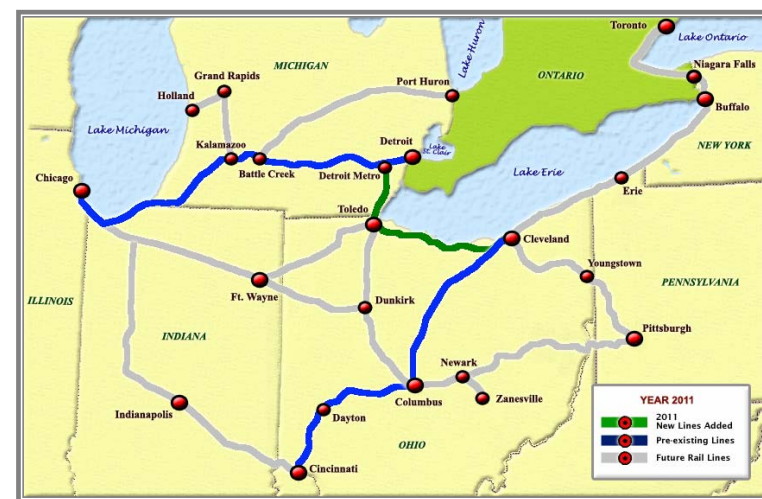 Toronto
Lake Ontario
Lake Huron
MICHIGAN
ONTARIO
Niagara Falls
Grand Rapids
Port Huron
Holland
Buffalo
Lake Michigan
NEW YORK
Kalamazoo
Detroit
Lake
St. Clair
Battle Creek
Detroit Metro
Lake Erie
Chicago
Erie
Toledo
Cleveland
Youngstown
PENNSYLVANIA
ILLINOIS
Ft. Wayne
Dunkirk
INDIANA
Pittsburgh
Newark
Columbus
Zanesville
Indianapolis
Dayton
OHIO
Cincinnati
YEAR 2011
2011
New Lines Added
Pre-existing Lines
Future Rail Lines